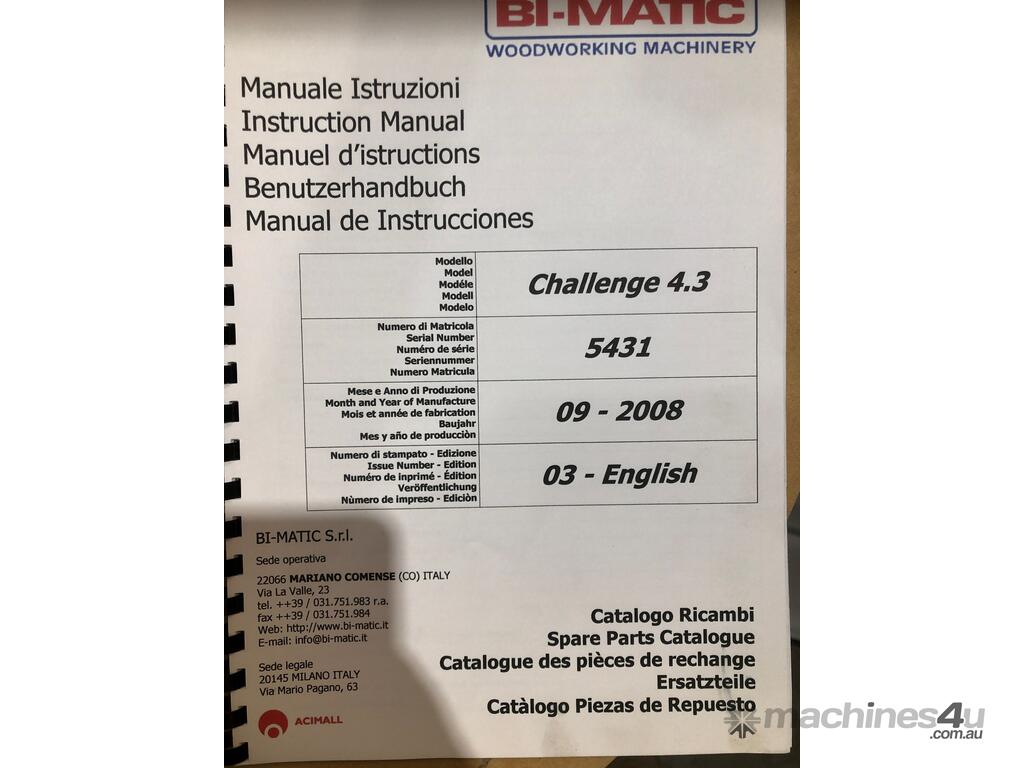 BI-MATIC
WOODWORKING MACHINERY
Manuale Istruzioni
Instruction Manual
Manuel d'istructions
Benutzerhandbuch
Manual de Instrucciones
Modello
Model
Modéle
Modell
Modelo
Challenge 4.3
Numero di Matricola
Serial Number
Numéro de série
Seriennummer
Numero Matricula
5431
Mese e Anno di Produzione
Month and Year of Manufacture
Mois et année de fabrication
Baujahr
Mes y año de producciòn
09 - 2008
Numero di stampato - Edizione
Issue Number - Edition
Numéro de inprimé - Édition
Veröffentlichung
Nùmero de impreso - Ediciòn
03 - English
BI-MATIC S.r.l.
Sede operativa
22066 MARIANO COMENSE (CO) ITALY
Via La Valle, 23
tel. ++39 / 031.751.983 r.a.
fax ++39 / 031.751.984
Web: http://www.bi-matic.it
E-mail: info@bi-matic.it
Sede legale
20145 MILANO ITALY
Via Mario Pagano, 63
ACIMALL
Catalogo Ricambi
Spare Parts Catalogue
Catalogue des pièces de rechange
Ersatzteile
Catàlogo Piezas de Repuesto
machines4u
.com.au